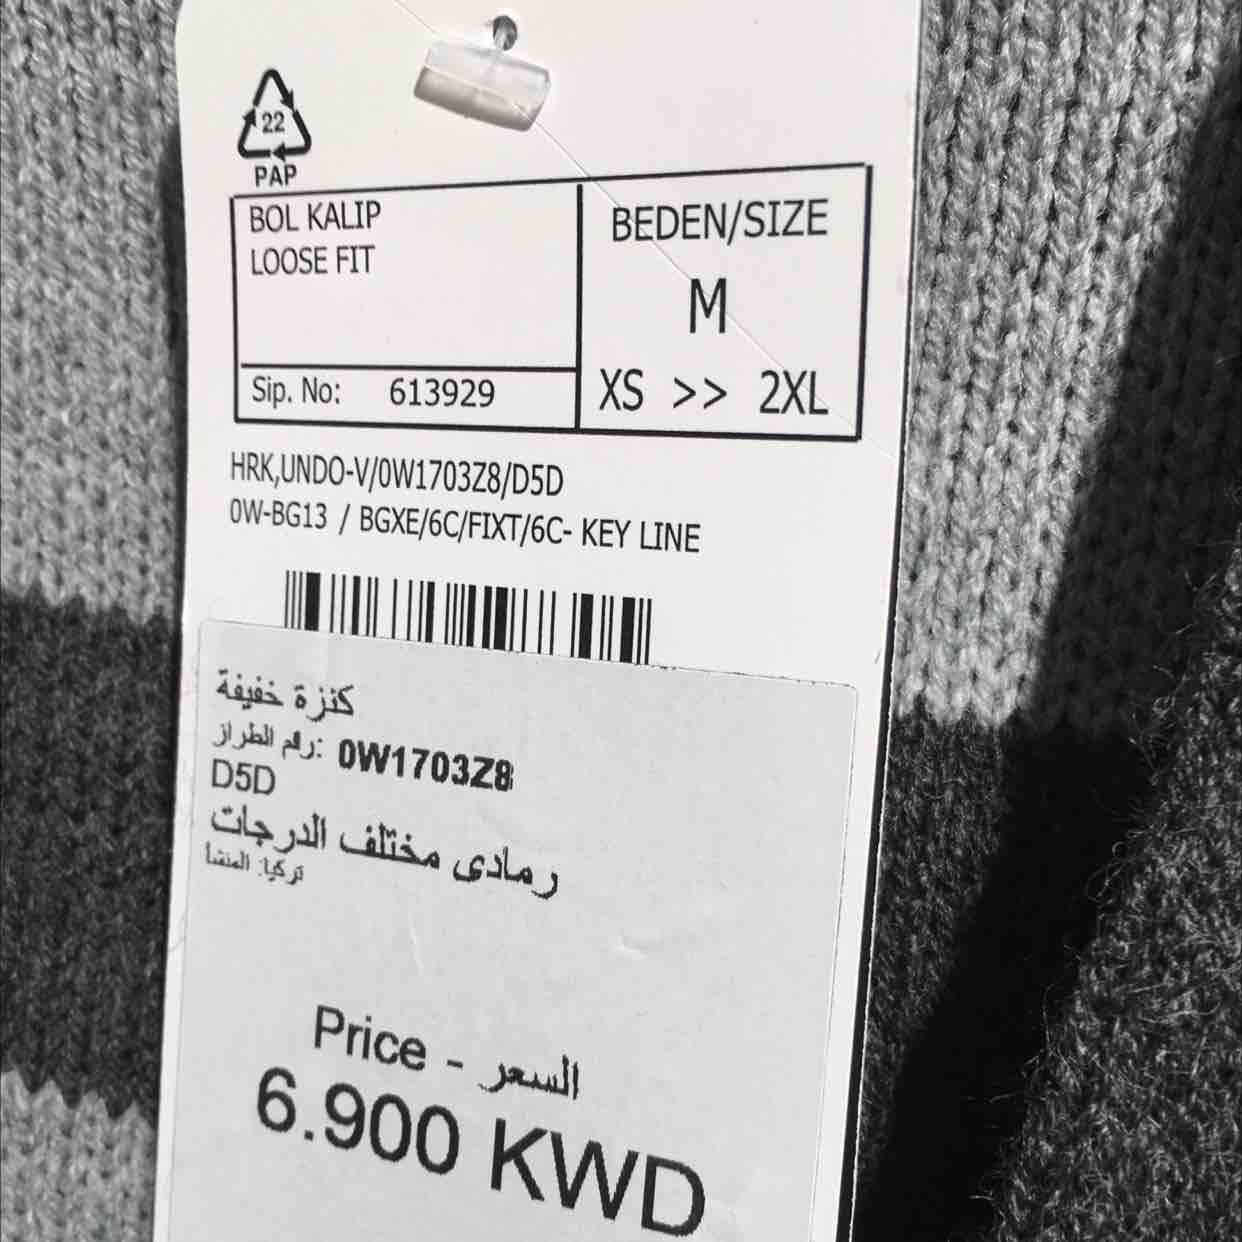 22
PAP
BOL KALIP
LOOSE FIT
BEDEN/SIZE
M
XS >> 2XL
Sip. No: 613929
HRK,UNDO-V/0W1703Z8/D5D
0W-BG13 / BGXE/6C/FIXT/6C- KEY LINE
كنزة خفيفة
رقم الطراز: 0W1703Z8
D5D
رمادى مختلف الدرجات
تركيا: المنشأ
Price - السعر
6.900 KWD